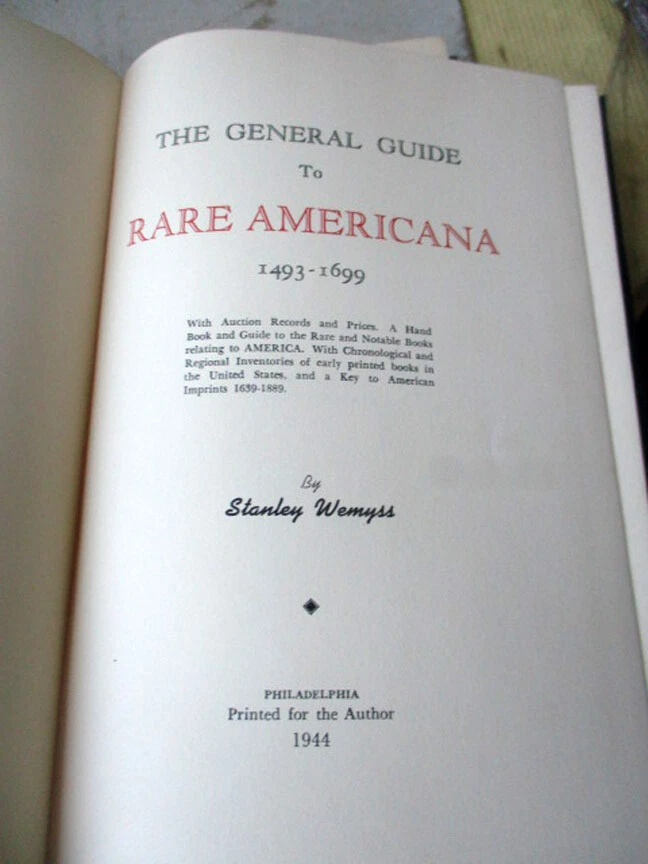 THE GENERAL GUIDE
To
RARE AMERICANA
1493-1699
With Auction Records and Prices. A Hand
Book and Guide to the Rare and Notable Books
relating to AMERICA. With Chronological and
Regional Inventories of early printed books in
the United States, and a Key to American
Imprints 1639-1889.
By
Stanley Wemyss
PHILADELPHIA
Printed for the Author
1944